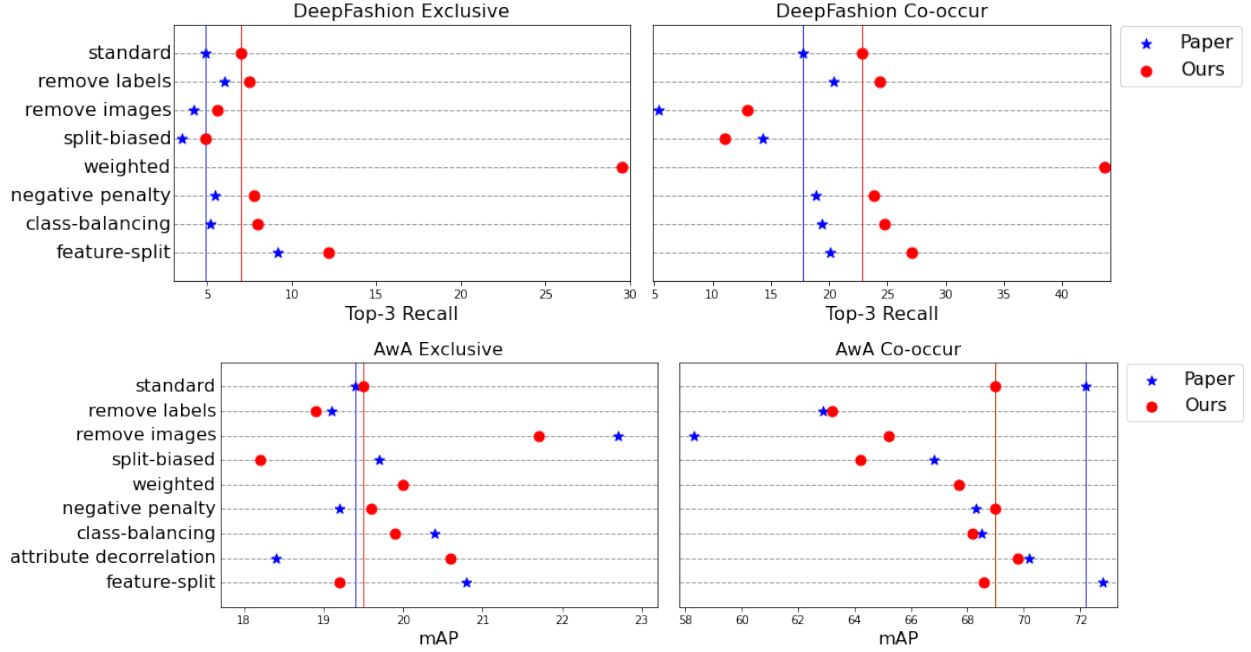 DeepFashion Exclusive
DeepFashion Co-occur
Paper
Ours
standard
remove labels
remove images
split-biased
weighted
negative penalty
class-balancing
feature-split
5 10 15 20 25 30
5 10 15 20 25 30 35 40
Top-3 Recall
Top-3 Recall
AwA Exclusive
AwA Co-occur
Paper
Ours
standard
remove labels
remove images
split-biased
weighted
negative penalty
class-balancing
attribute decorrelation
feature-split
18 19 20 21 22 23
58 60 62 64 66 68 70 72
mAP
mAP